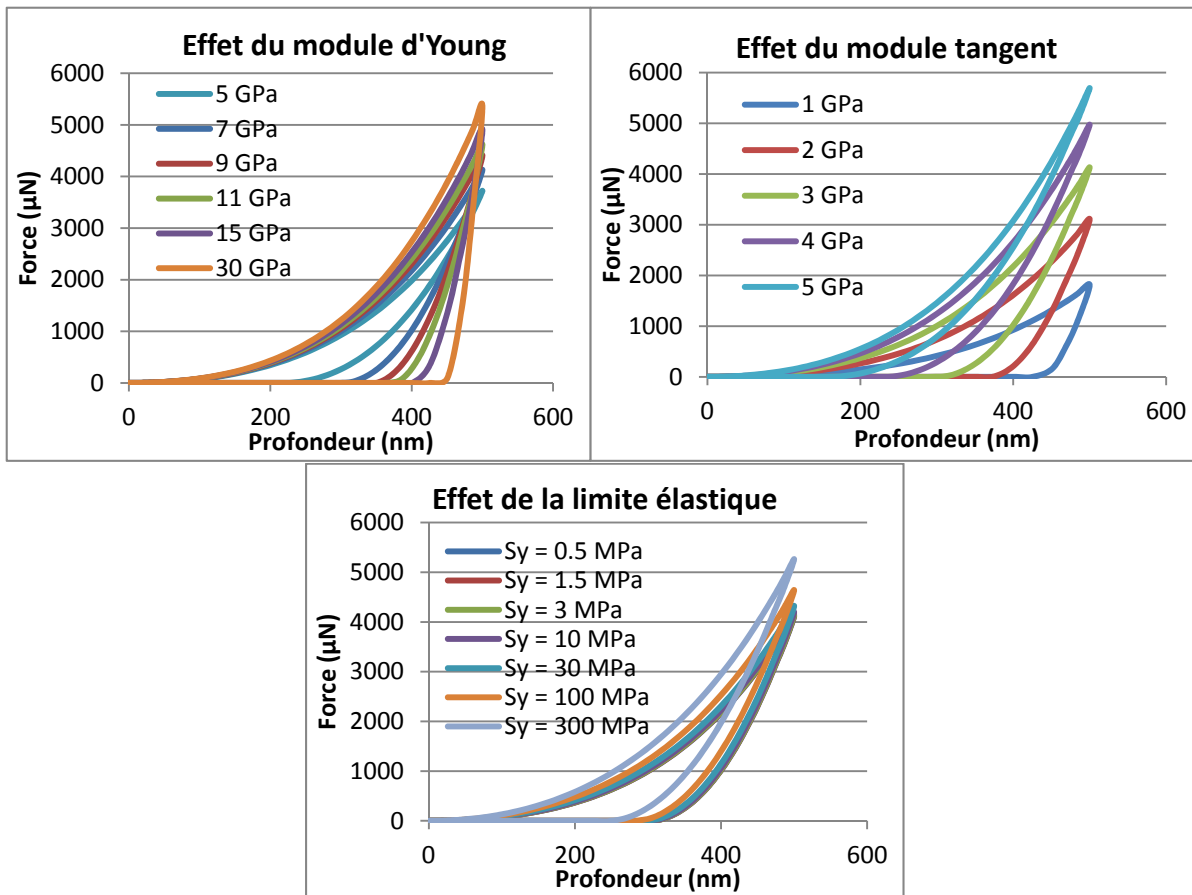 Effet du module d'Young
Force (µN)
6000
5000
4000
3000
2000
1000
0
5 GPa
7 GPa
9 GPa
11 GPa
15 GPa
30 GPa
0
200
400
600
Profondeur (nm)
Effet du module tangent
Force (µN)
6000
5000
4000
3000
2000
1000
0
1 GPa
2 GPa
3 GPa
4 GPa
5 GPa
0
200
400
600
Profondeur (nm)
Effet de la limite élastique
Force (µN)
6000
5000
4000
3000
2000
1000
0
Sy = 0.5 MPa
Sy = 1.5 MPa
Sy = 3 MPa
Sy = 10 MPa
Sy = 30 MPa
Sy = 100 MPa
Sy = 300 MPa
0
200
400
600
Profondeur (nm)